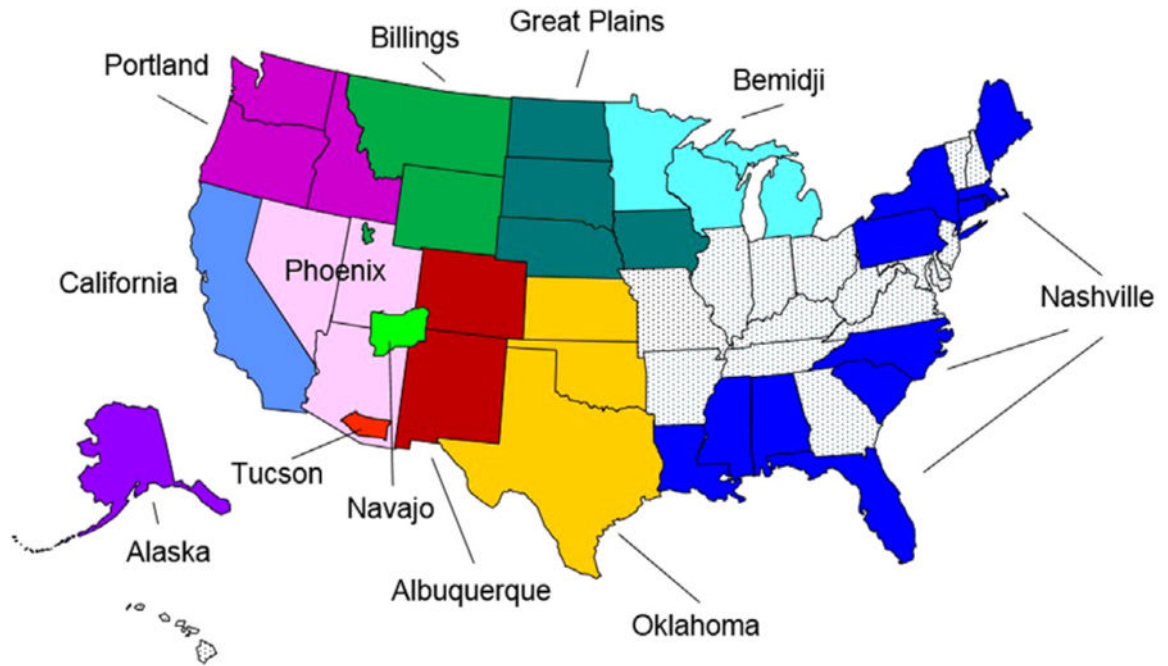 Great Plains
Billings
Portland
Bemidji
California
Phoenix
Nashville
Tucson
Navajo
Alaska
Albuquerque
Oklahoma